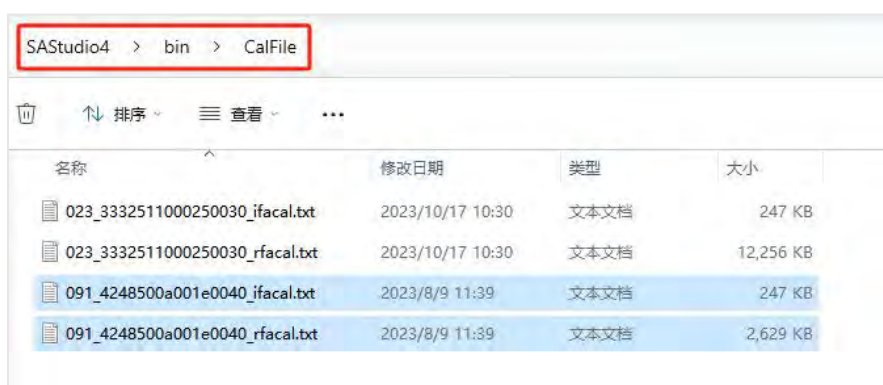 SAStudio4 > bin > CalFile
排序 查看 •••
名称 修改日期 类型 大小
023_3332511000250030_ifacal.txt 2023/10/17 10:30 文本文档 247 KB
023_3332511000250030_rfacal.txt 2023/10/17 10:30 文本文档 12,256 KB
091_4248500a001e0040_ifacal.txt 2023/8/9 11:39 文本文档 247 KB
091_4248500a001e0040_rfacal.txt 2023/8/9 11:39 文本文档 2,629 KB